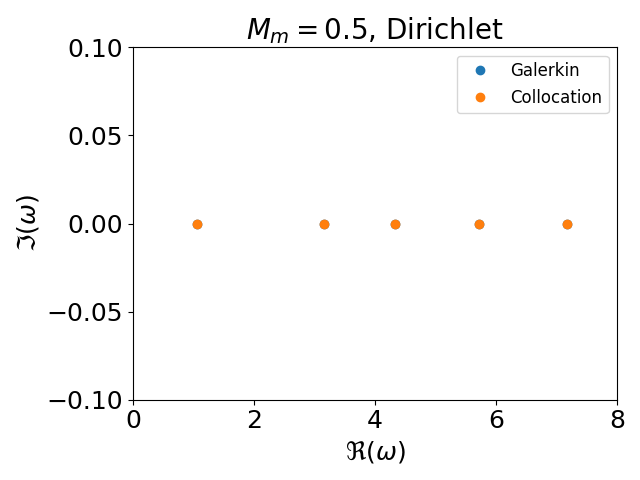 $M_m = 0.5$, Dirichlet
Galerkin
Collocation
0.10
0.05
0.00
−0.05
−0.10
ℑ(ω)
0 2 4 6 8
ℜ(ω)